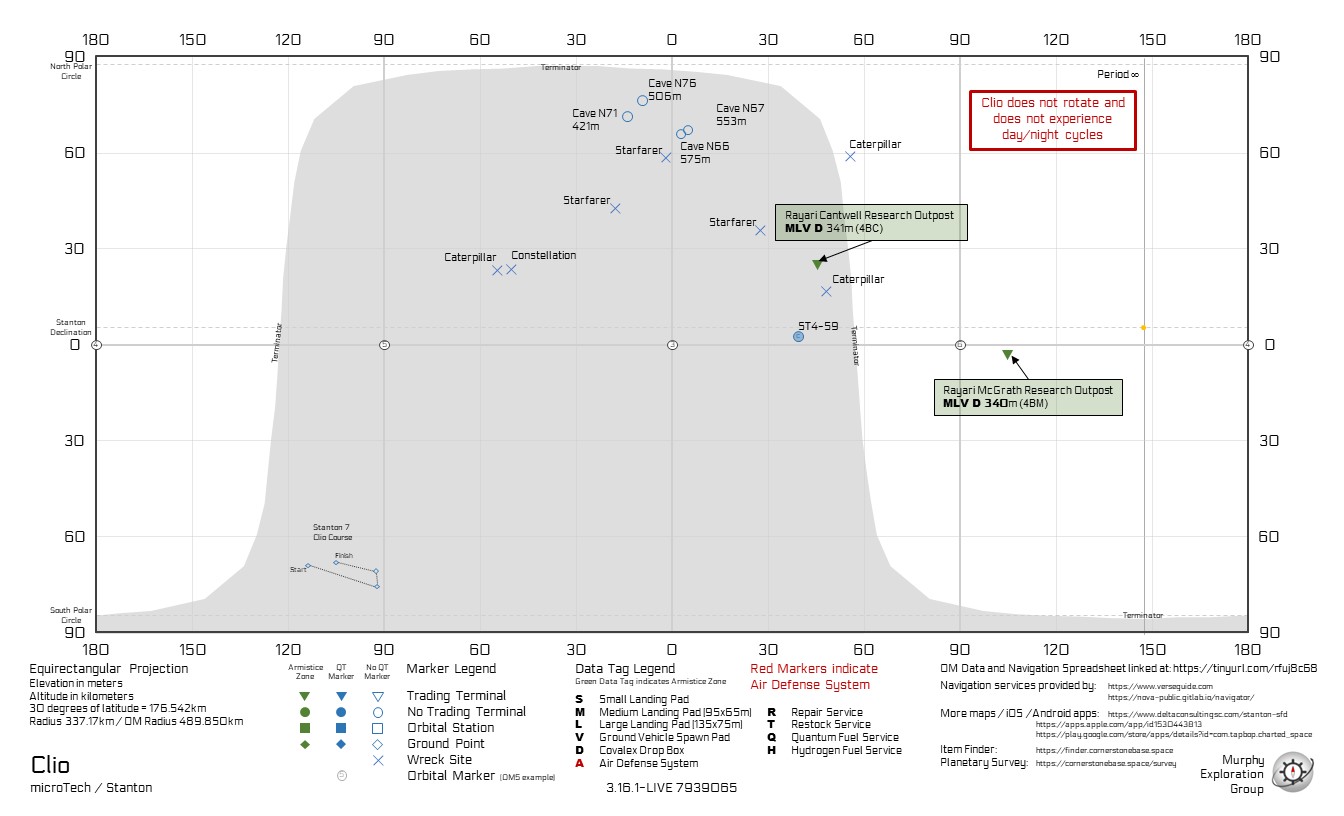 180 150 120 90 60 30 0 30 60 90 120 150 180
90 90
North Polar
Circle
Terminator
Period ∞
Clio does not rotate and
does not experience
day/night cycles
Cave N76
506m
Cave N71
421m
Cave N67
553m
Cave N66
575m
Starfarer
Caterpillar
60 60
Starfarer
Starfarer
Rayari Cantwell Research Outpost
MLV D 341m (4BC)
30 30
Caterpillar
Constellation
Caterpillar
Stanton
Declination
ST4-59
Terminator
Terminator
0 4 5 3 6 4 0
Rayari McGrath Research Outpost
MLV D 340m (4BM)
30 30
60 60
Stanton 7
Clio Course
Finish
Start
South Polar
Circle
Terminator
90 90
180 150 120 90 60 30 0 30 60 90 120 150 180
Equirectangular Projection
Elevation in meters
Altitude in kilometers
30 degrees of latitude = 176.542km
Radius 337.17km / OM Radius 489.850km
Clio
microTech / Stanton
Armistice
Zone
QT
Marker
No QT
Marker
Marker Legend
Trading Terminal
No Trading Terminal
Orbital Station
Ground Point
Wreck Site
Orbital Marker (OM5 example)
Data Tag Legend
Green Data Tag indicates Armistice Zone
Red Markers indicate
Air Defense System
S Small Landing Pad
M Medium Landing Pad (95x65m)
L Large Landing Pad (135x75m)
V Ground Vehicle Spawn Pad
D Covalex Drop Box
A Air Defense System
R Repair Service
T Restock Service
Q Quantum Fuel Service
H Hydrogen Fuel Service
3.16.1-LIVE 7939065
OM Data and Navigation Spreadsheet linked at: https://tinyurl.com/rfuj8c68
Navigation services provided by: https://www.verseguide.com
https://nova-public.gitlab.io/navigator/
More maps / iOS / Android apps: https://www.deltaconsultingsc.com/stanton-sfd
https://apps.apple.com/app/id1530443813
https://play.google.com/store/apps/details?id=com.tapbop.charted_space
Item Finder: https://finder.cornerstonebase.space
Planetary Survey: https://cornerstonebase.space/survey
Murphy
Exploration
Group